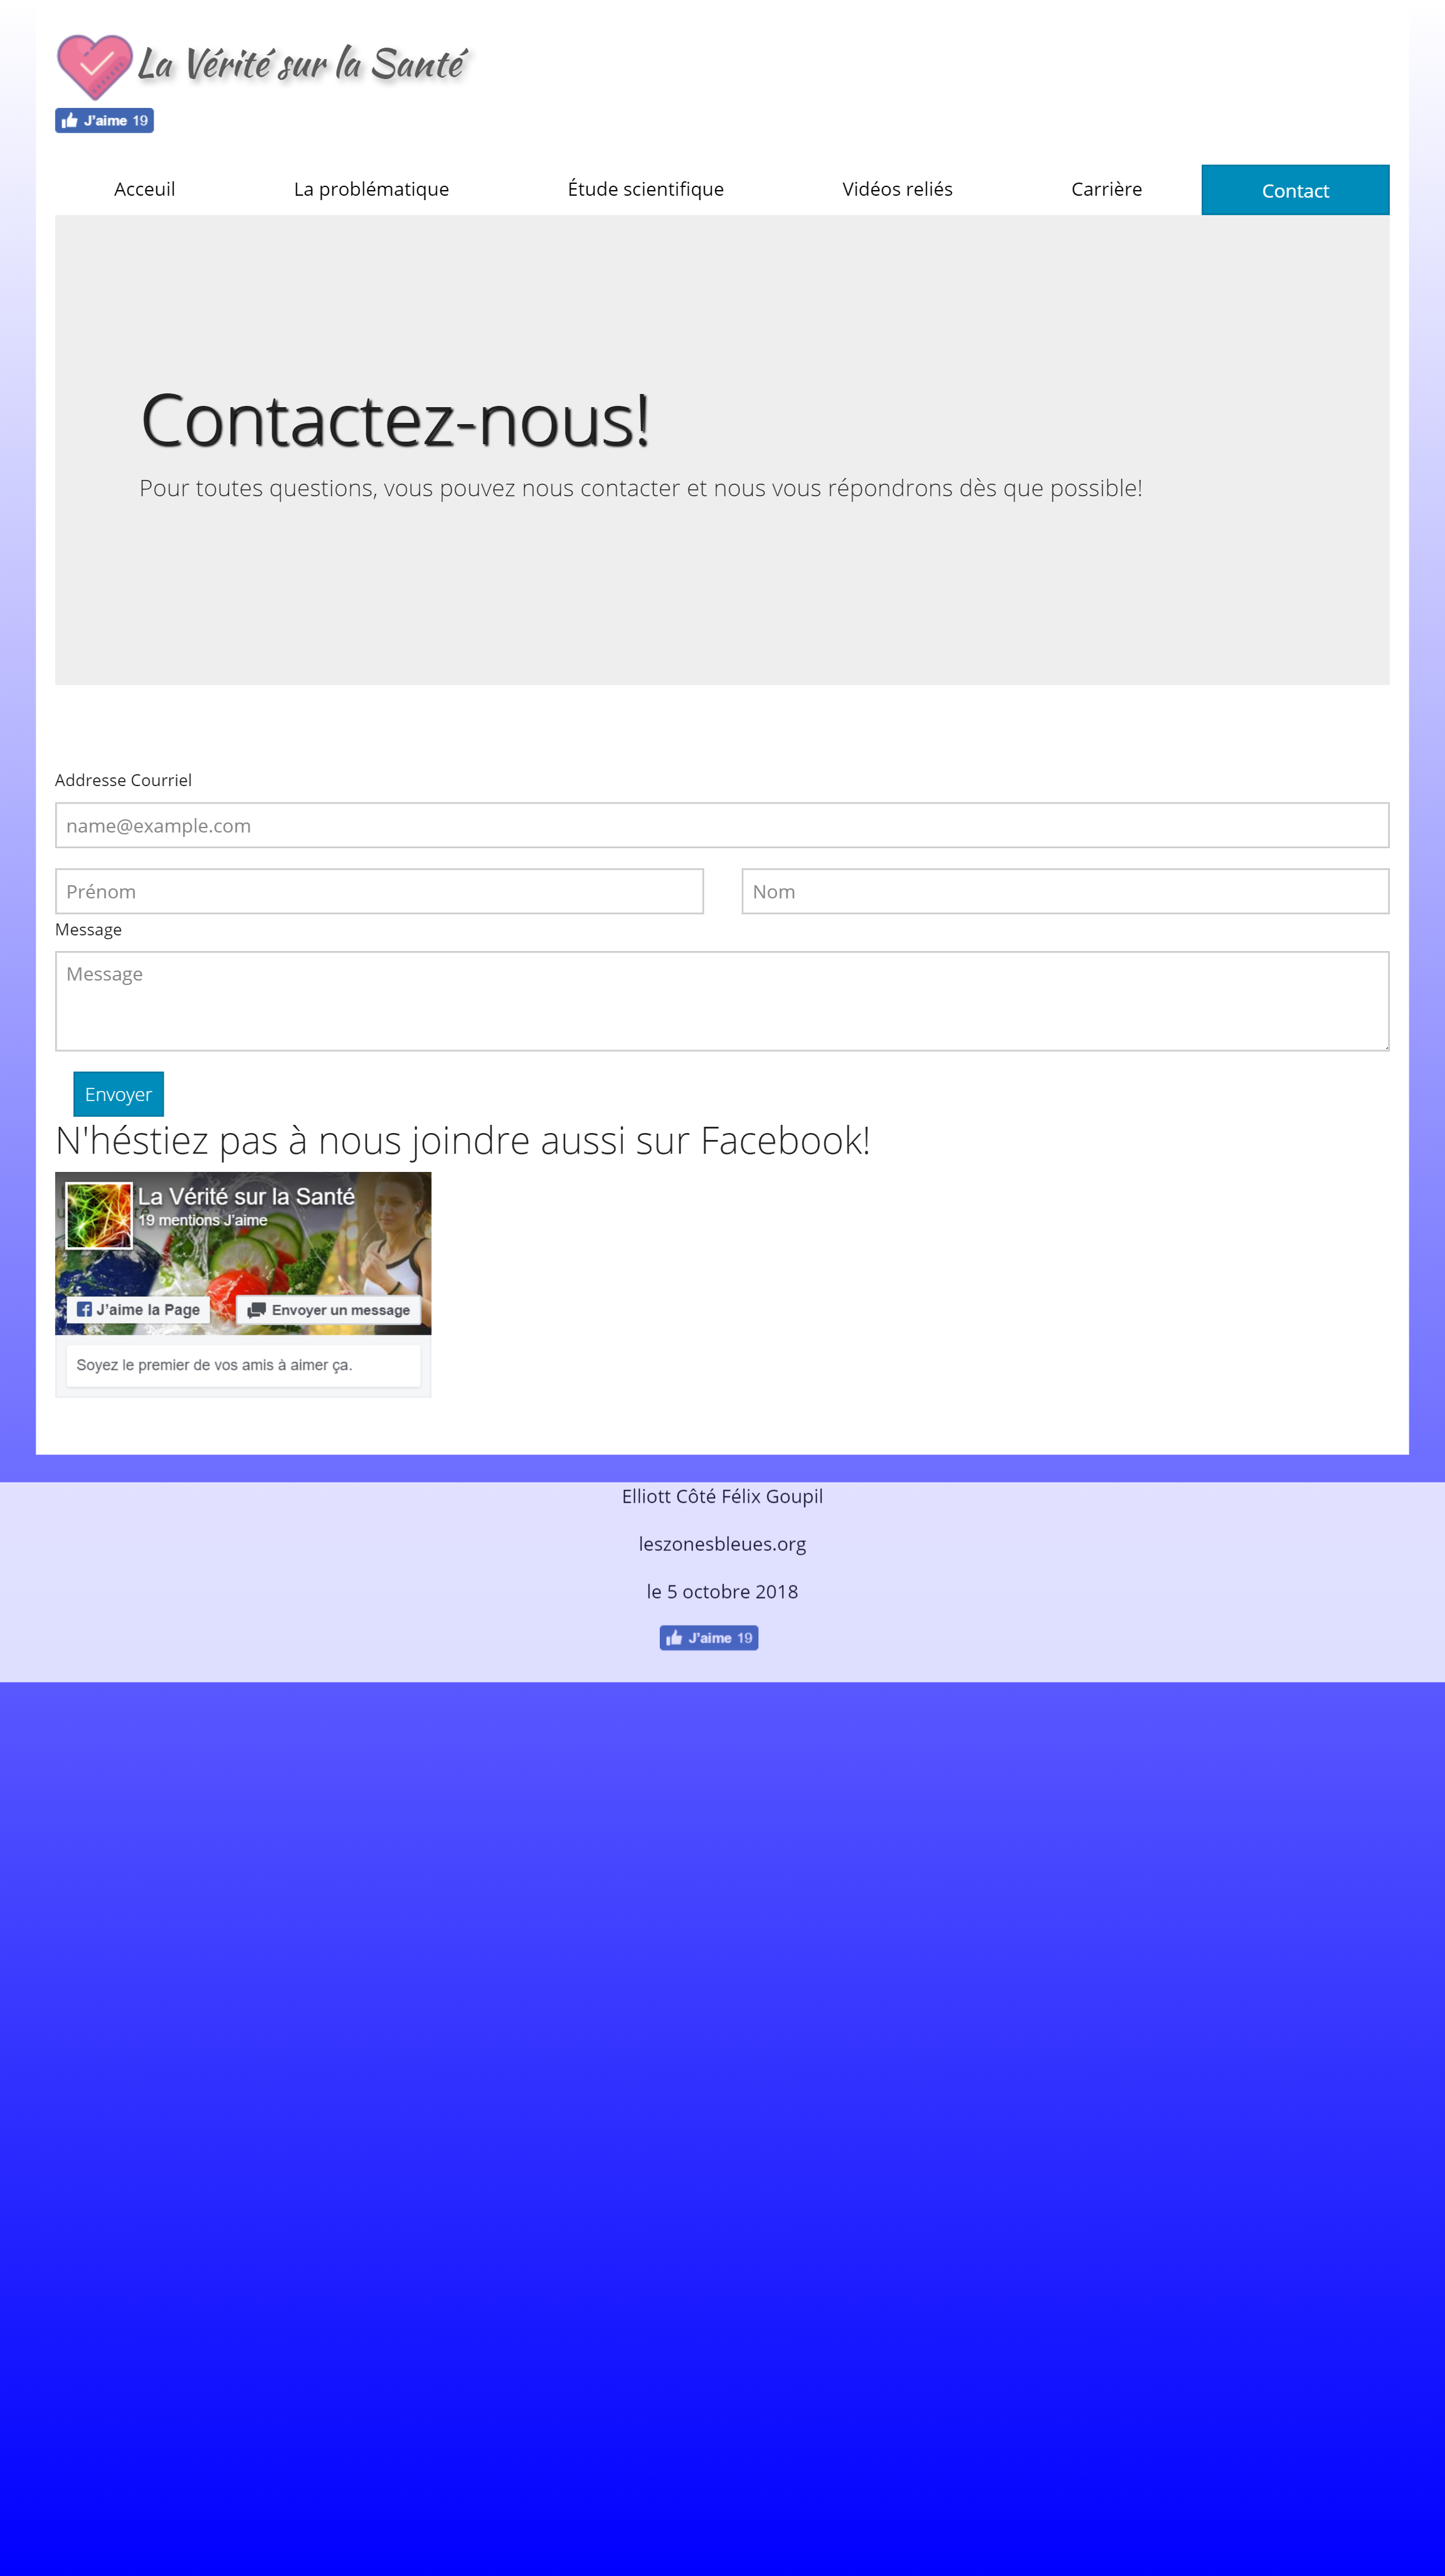 La Vérité sur la Santé
J'aime 19
Acceuil La problématique Étude scientifique Vidéos reliés Carrière Contact
Contactez-nous!
Pour toutes questions, vous pouvez nous contacter et nous vous répondrons dès que possible!
Addresse Courriel
name@example.com
Prénom Nom
Message
Message
Envoyer
N'héstiez pas à nous joindre aussi sur Facebook!
La Vérité sur la Santé
19 mentions J'aime
J'aime la Page Envoyer un message
Soyez le premier de vos amis à aimer ça.
Elliott Côté Félix Goupil
leszonesbleues.org
le 5 octobre 2018
J'aime 19